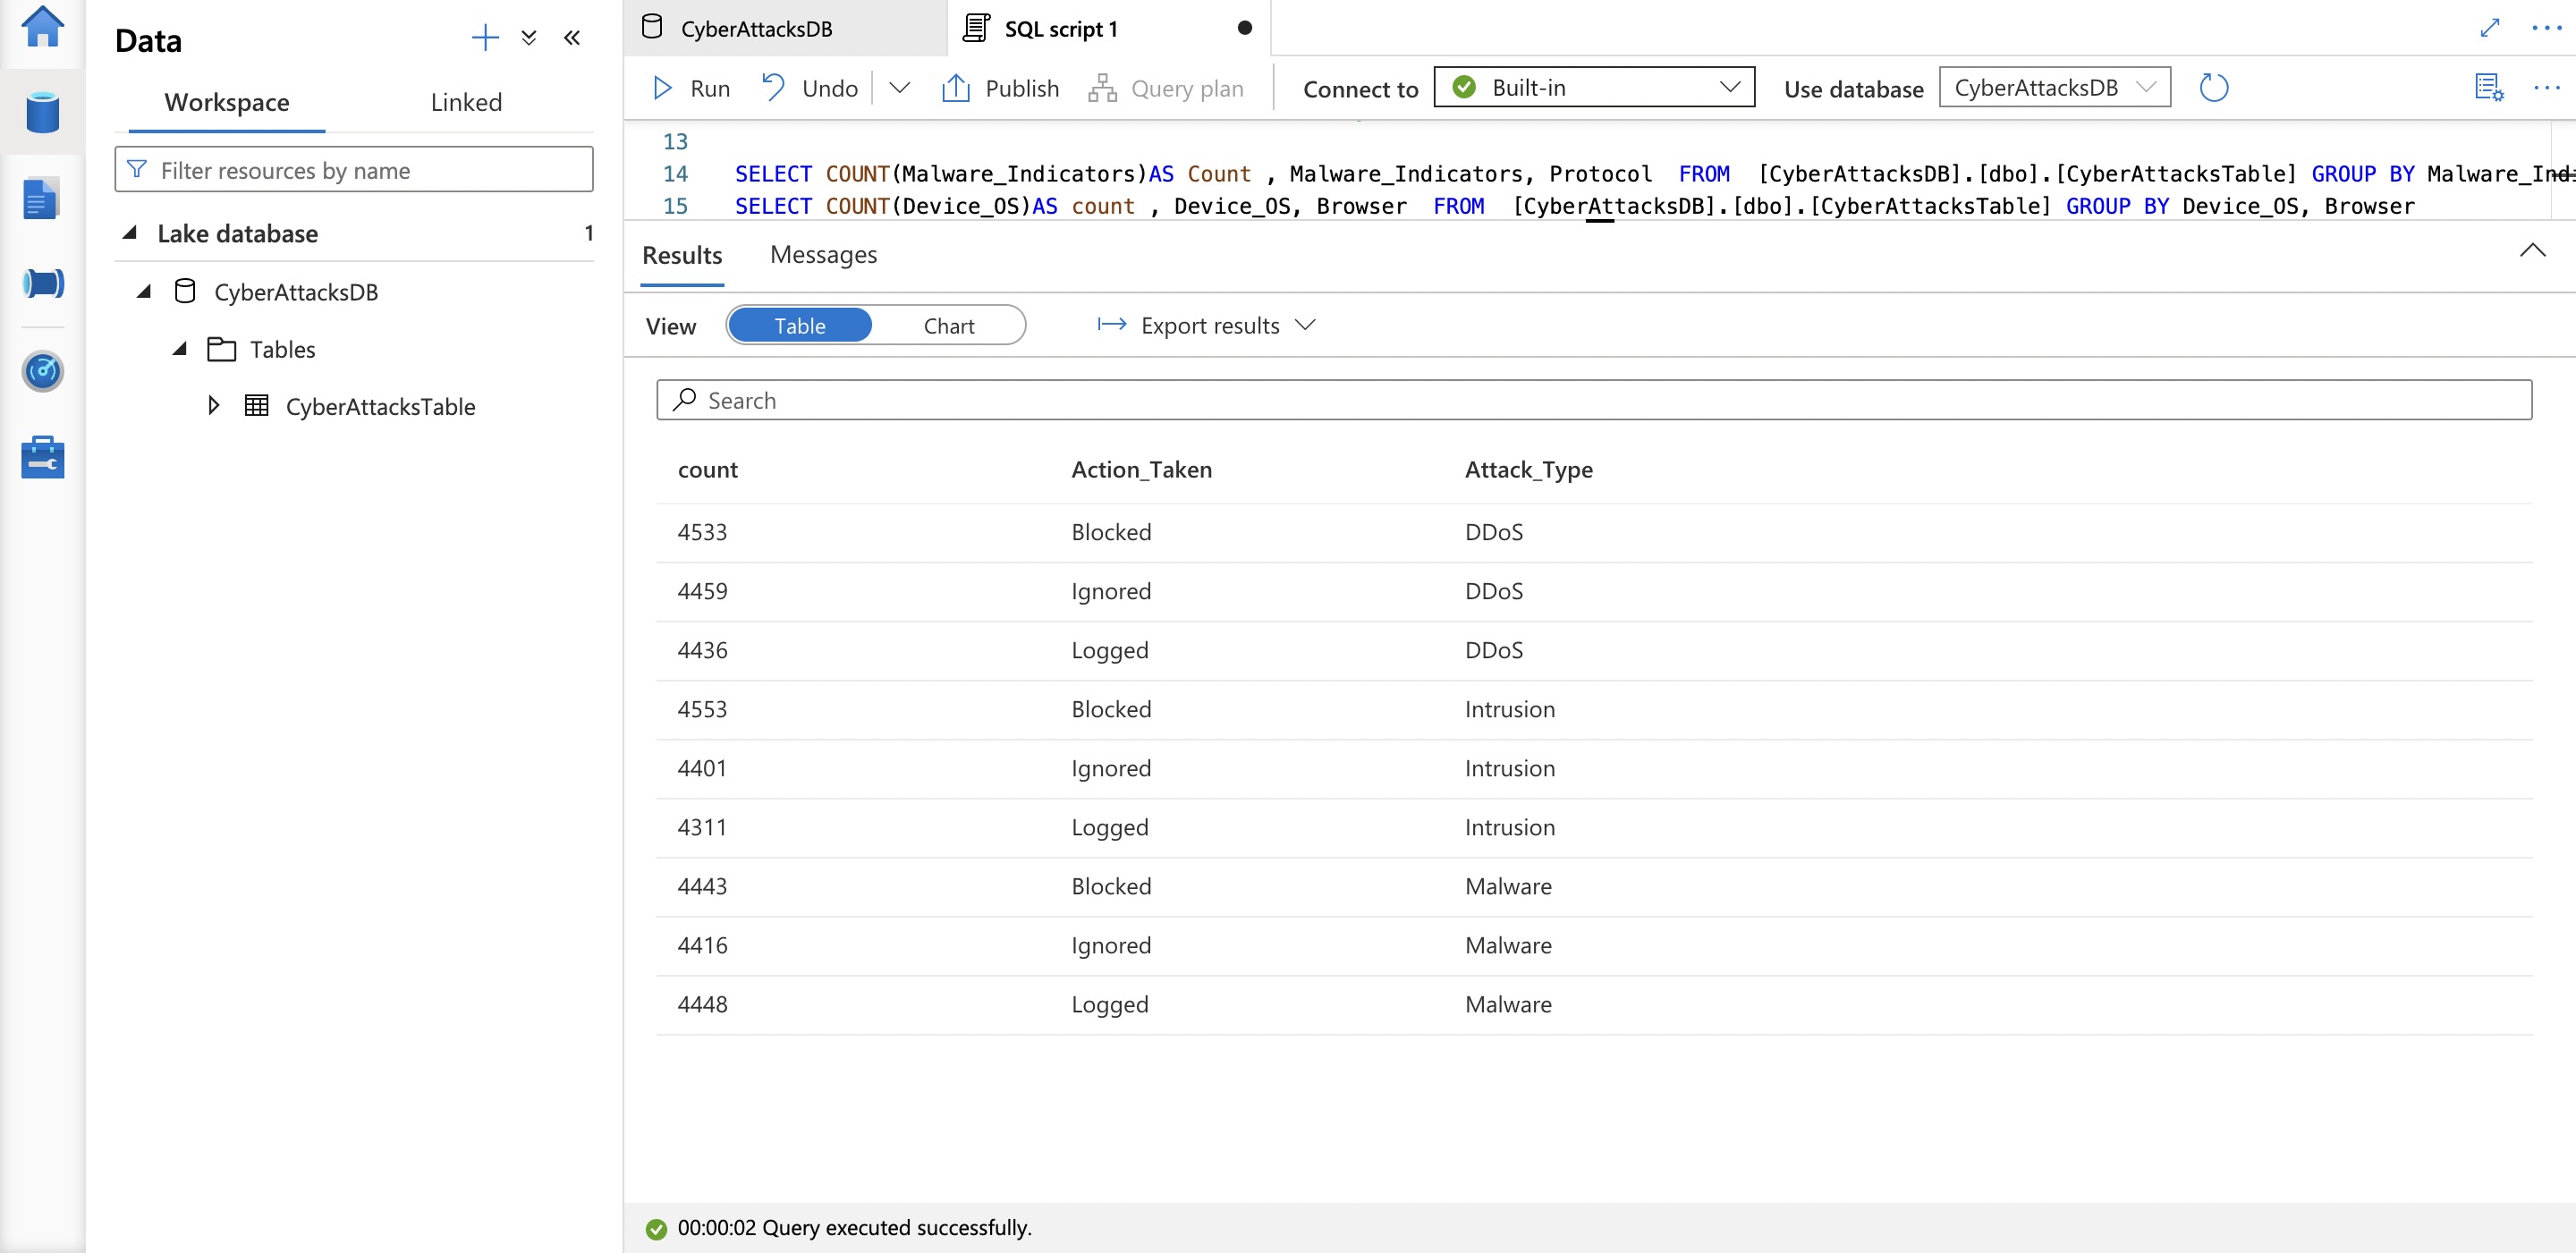 Data
Workspace Linked
Filter resources by name
Lake database 1
CyberAttacksDB
Tables
CyberAttacksTable
CyberAttacksDB SQL script 1
Run Undo Publish Query plan Connect to Built-in Use database CyberAttacksDB
13
14 SELECT COUNT(Malware_Indicators)AS Count , Malware_Indicators, Protocol FROM [CyberAttacksDB].[dbo].[CyberAttacksTable] GROUP BY Malware_Indi
15 SELECT COUNT(Device_OS)AS count , Device_OS, Browser FROM [CyberAttacksDB].[dbo].[CyberAttacksTable] GROUP BY Device_OS, Browser
Results Messages
View Table Chart Export results
Search
count Action_Taken Attack_Type
4533 Blocked DDoS
4459 Ignored DDoS
4436 Logged DDoS
4553 Blocked Intrusion
4401 Ignored Intrusion
4311 Logged Intrusion
4443 Blocked Malware
4416 Ignored Malware
4448 Logged Malware
00:00:02 Query executed successfully.